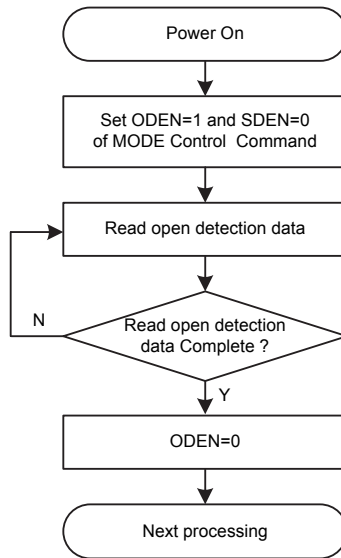 Power On
Set ODEN=1 and SDEN=0
of MODE Control  Command
Read open detection data
N
Read open detection
data Complete ?
Y
ODEN=0
Next processing